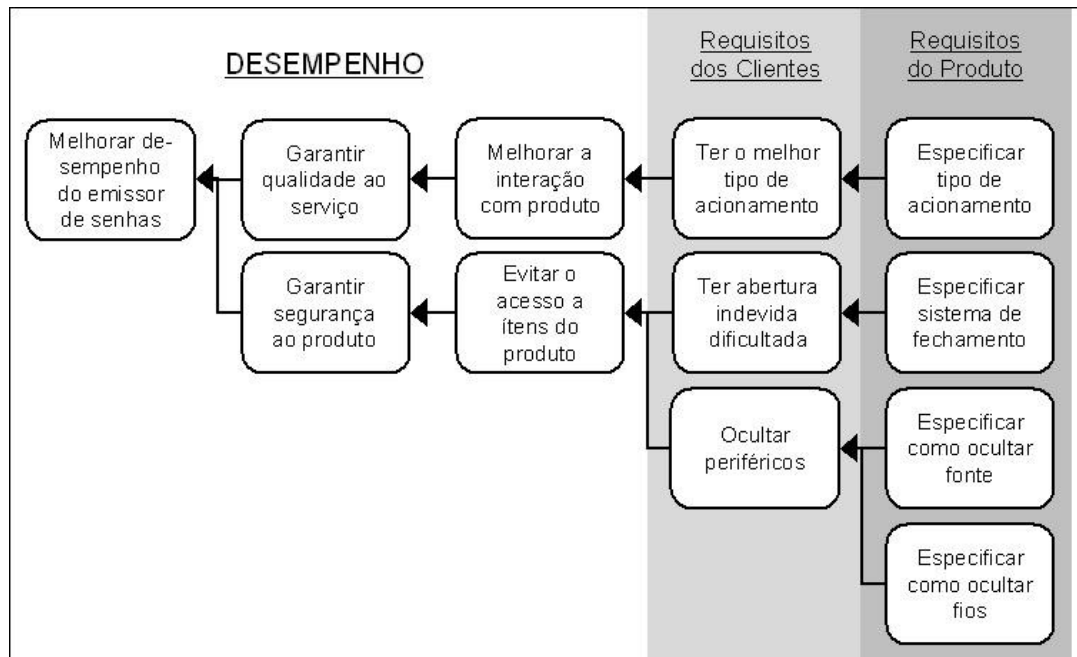 DESEMPENHO
Requisitos
dos Clientes
Requisitos
do Produto
Melhorar de-
sempenho
do emissor
de senhas
Garantir
qualidade ao
serviço
Melhorar a
interação
com produto
Ter o melhor
tipo de
acionamento
Especificar
tipo de
acionamento
Garantir
segurança
ao produto
Evitar o
acesso a
ítens do
produto
Ter abertura
indevida
dificultada
Especificar
sistema de
fechamento
Ocultar
periféricos
Especificar
como ocultar
fonte
Especificar
como ocultar
fios